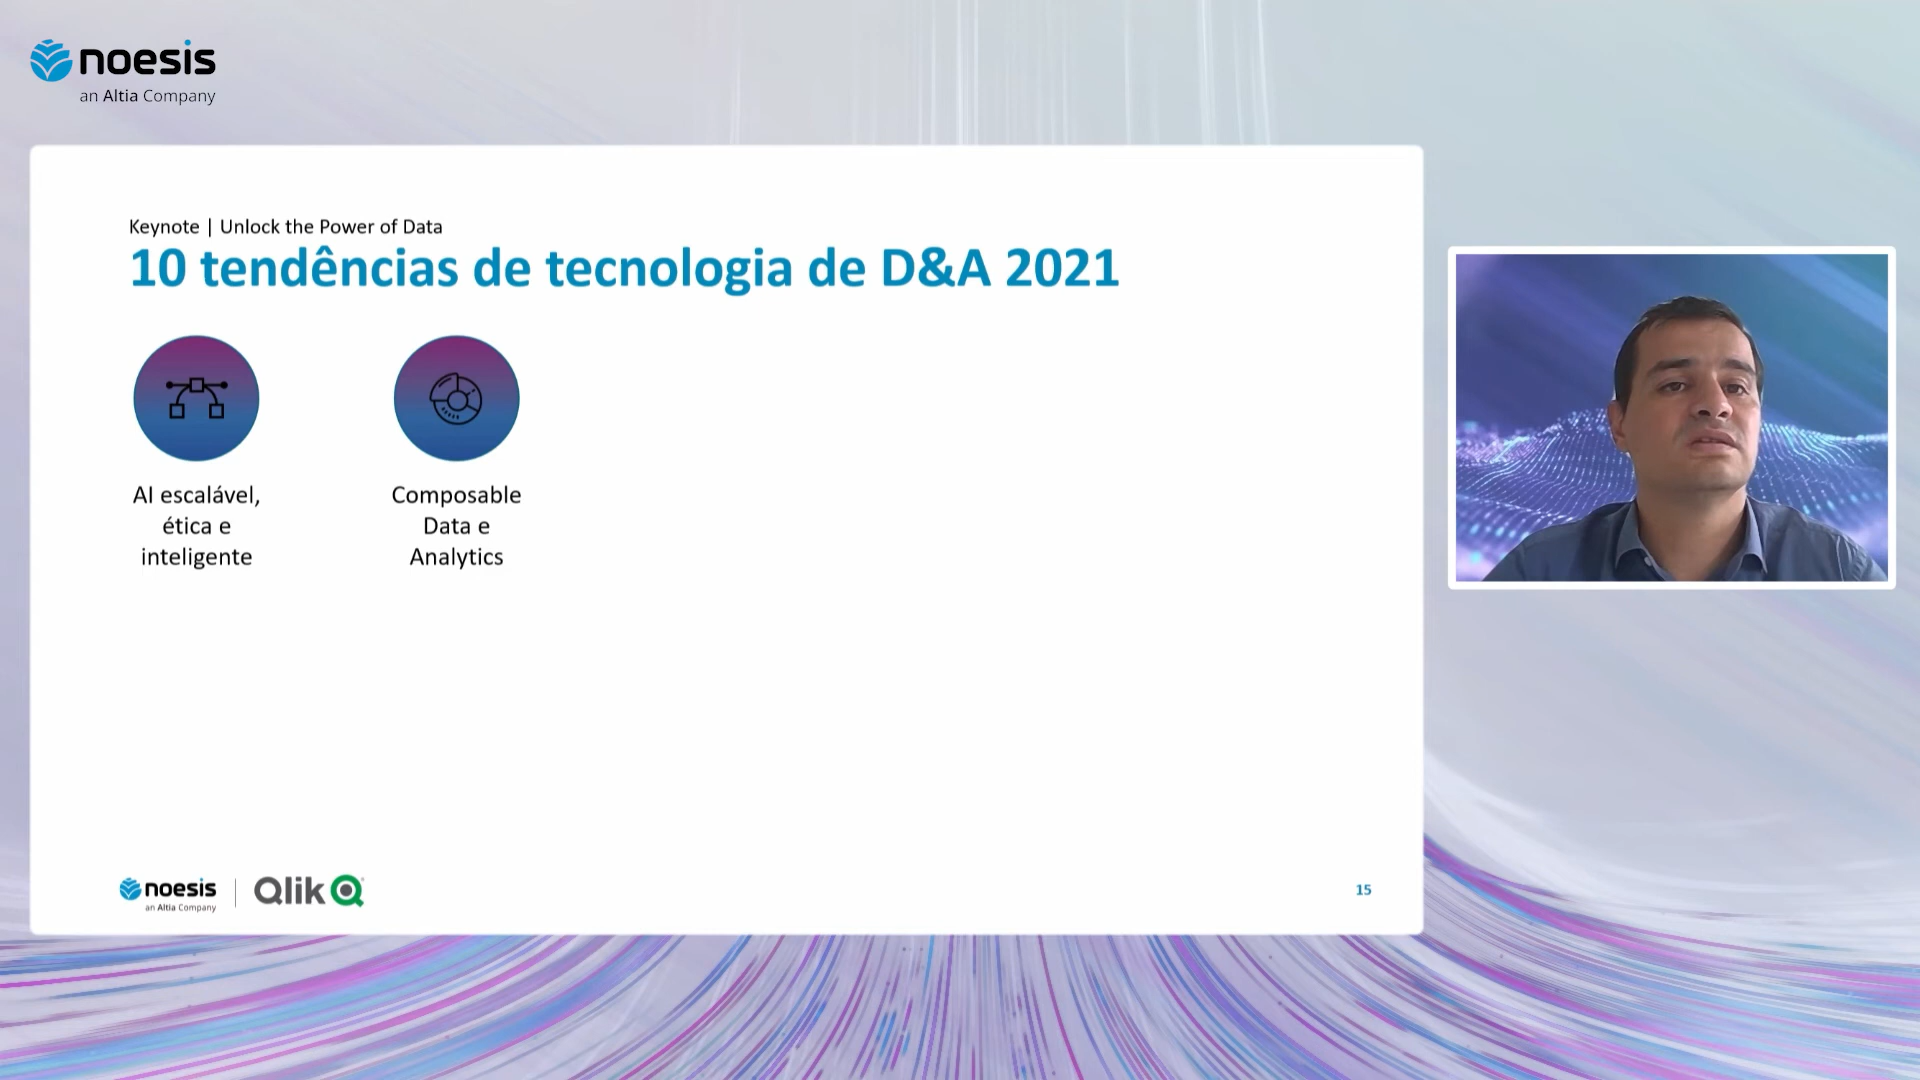 noesis
an Altia Company
Keynote | Unlock the Power of Data
10 tendências de tecnologia de D&A 2021
AI escalável,
ética e
inteligente
Composable
Data e
Analytics
noesis
an Altia Company
Qlik
15